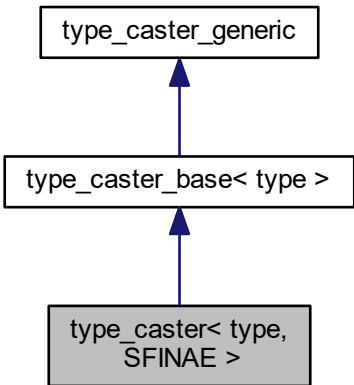 type_caster_generic
type_caster_base< type >
type_caster< type,
SFINAE >